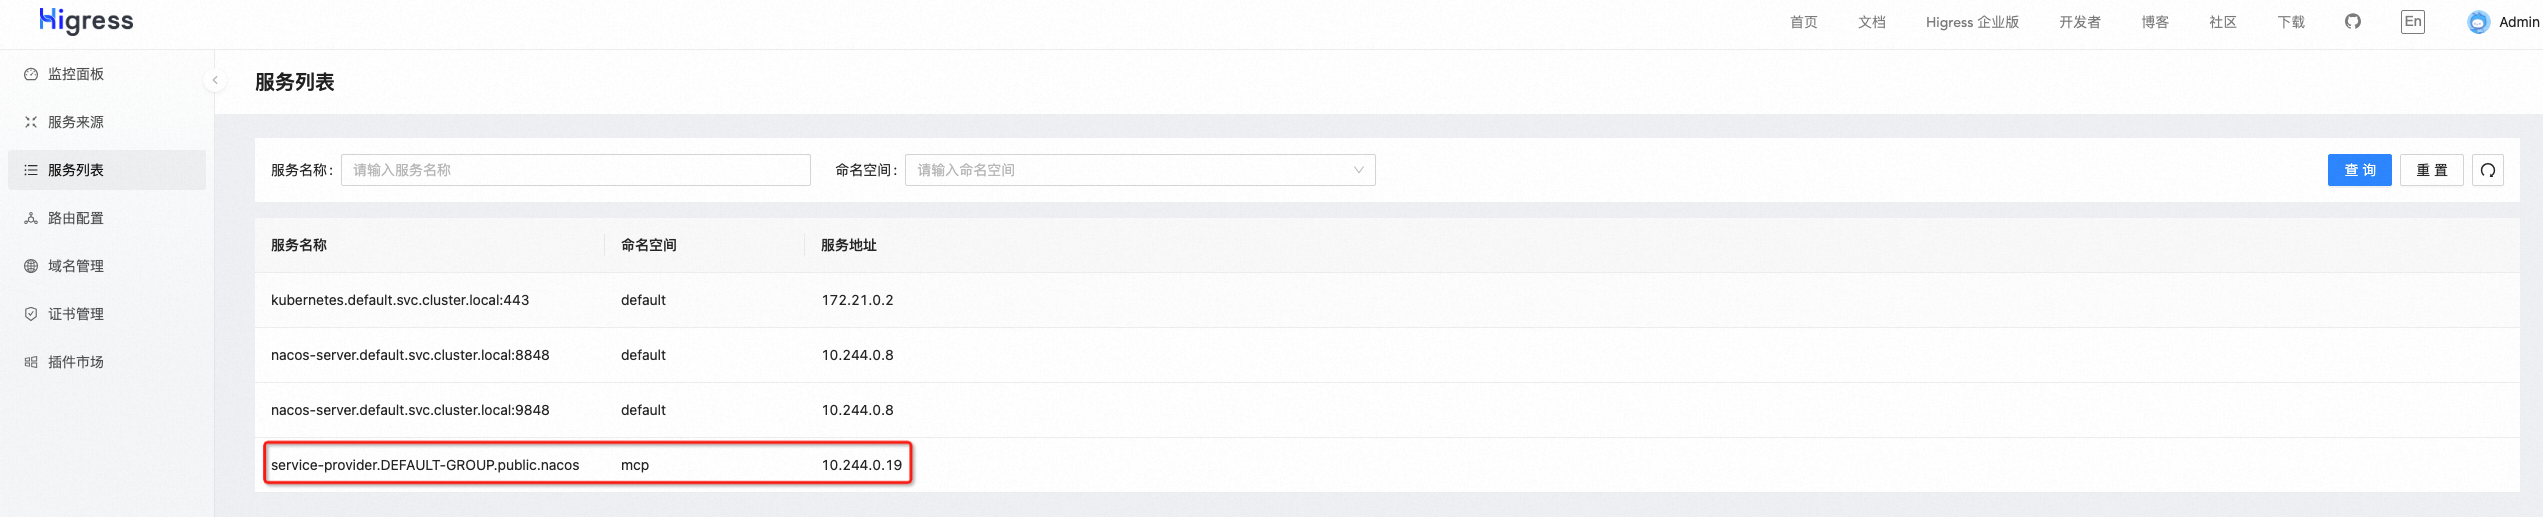 Higress
首页 文档 Higress 企业版 开发者 博客 社区 下载 En Admin
监控面板
服务来源
服务列表
路由配置
域名管理
证书管理
插件市场
服务列表
服务名称: 请输入服务名称 命名空间: 请输入命名空间 查 询 重 置
服务名称 命名空间 服务地址
kubernetes.default.svc.cluster.local:443 default 172.21.0.2
nacos-server.default.svc.cluster.local:8848 default 10.244.0.8
nacos-server.default.svc.cluster.local:9848 default 10.244.0.8
service-provider.DEFAULT-GROUP.public.nacos mcp 10.244.0.19